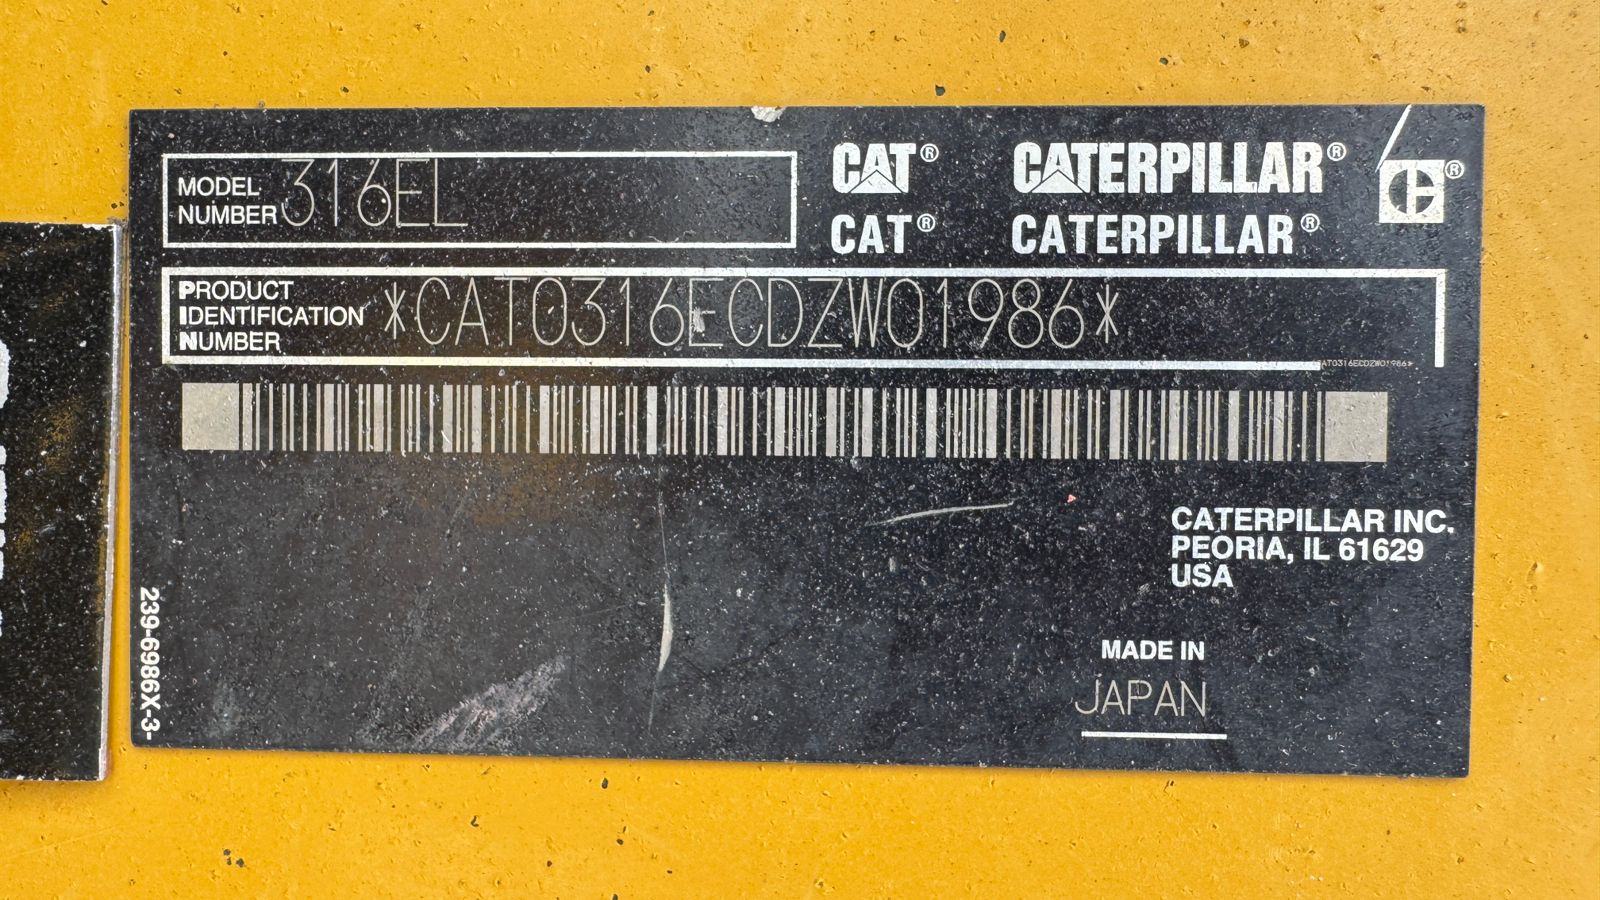 MODEL
NUMBER 316EL
CAT® CATERPILLAR® C®
CAT® CATERPILLAR®
PRODUCT
IDENTIFICATION
NUMBER *CAT0316ECDZW01986*
*CAT0316ECDZW01986*
CATERPILLAR INC.
PEORIA, IL 61629
USA
MADE IN
JAPAN
239-6986X-3-